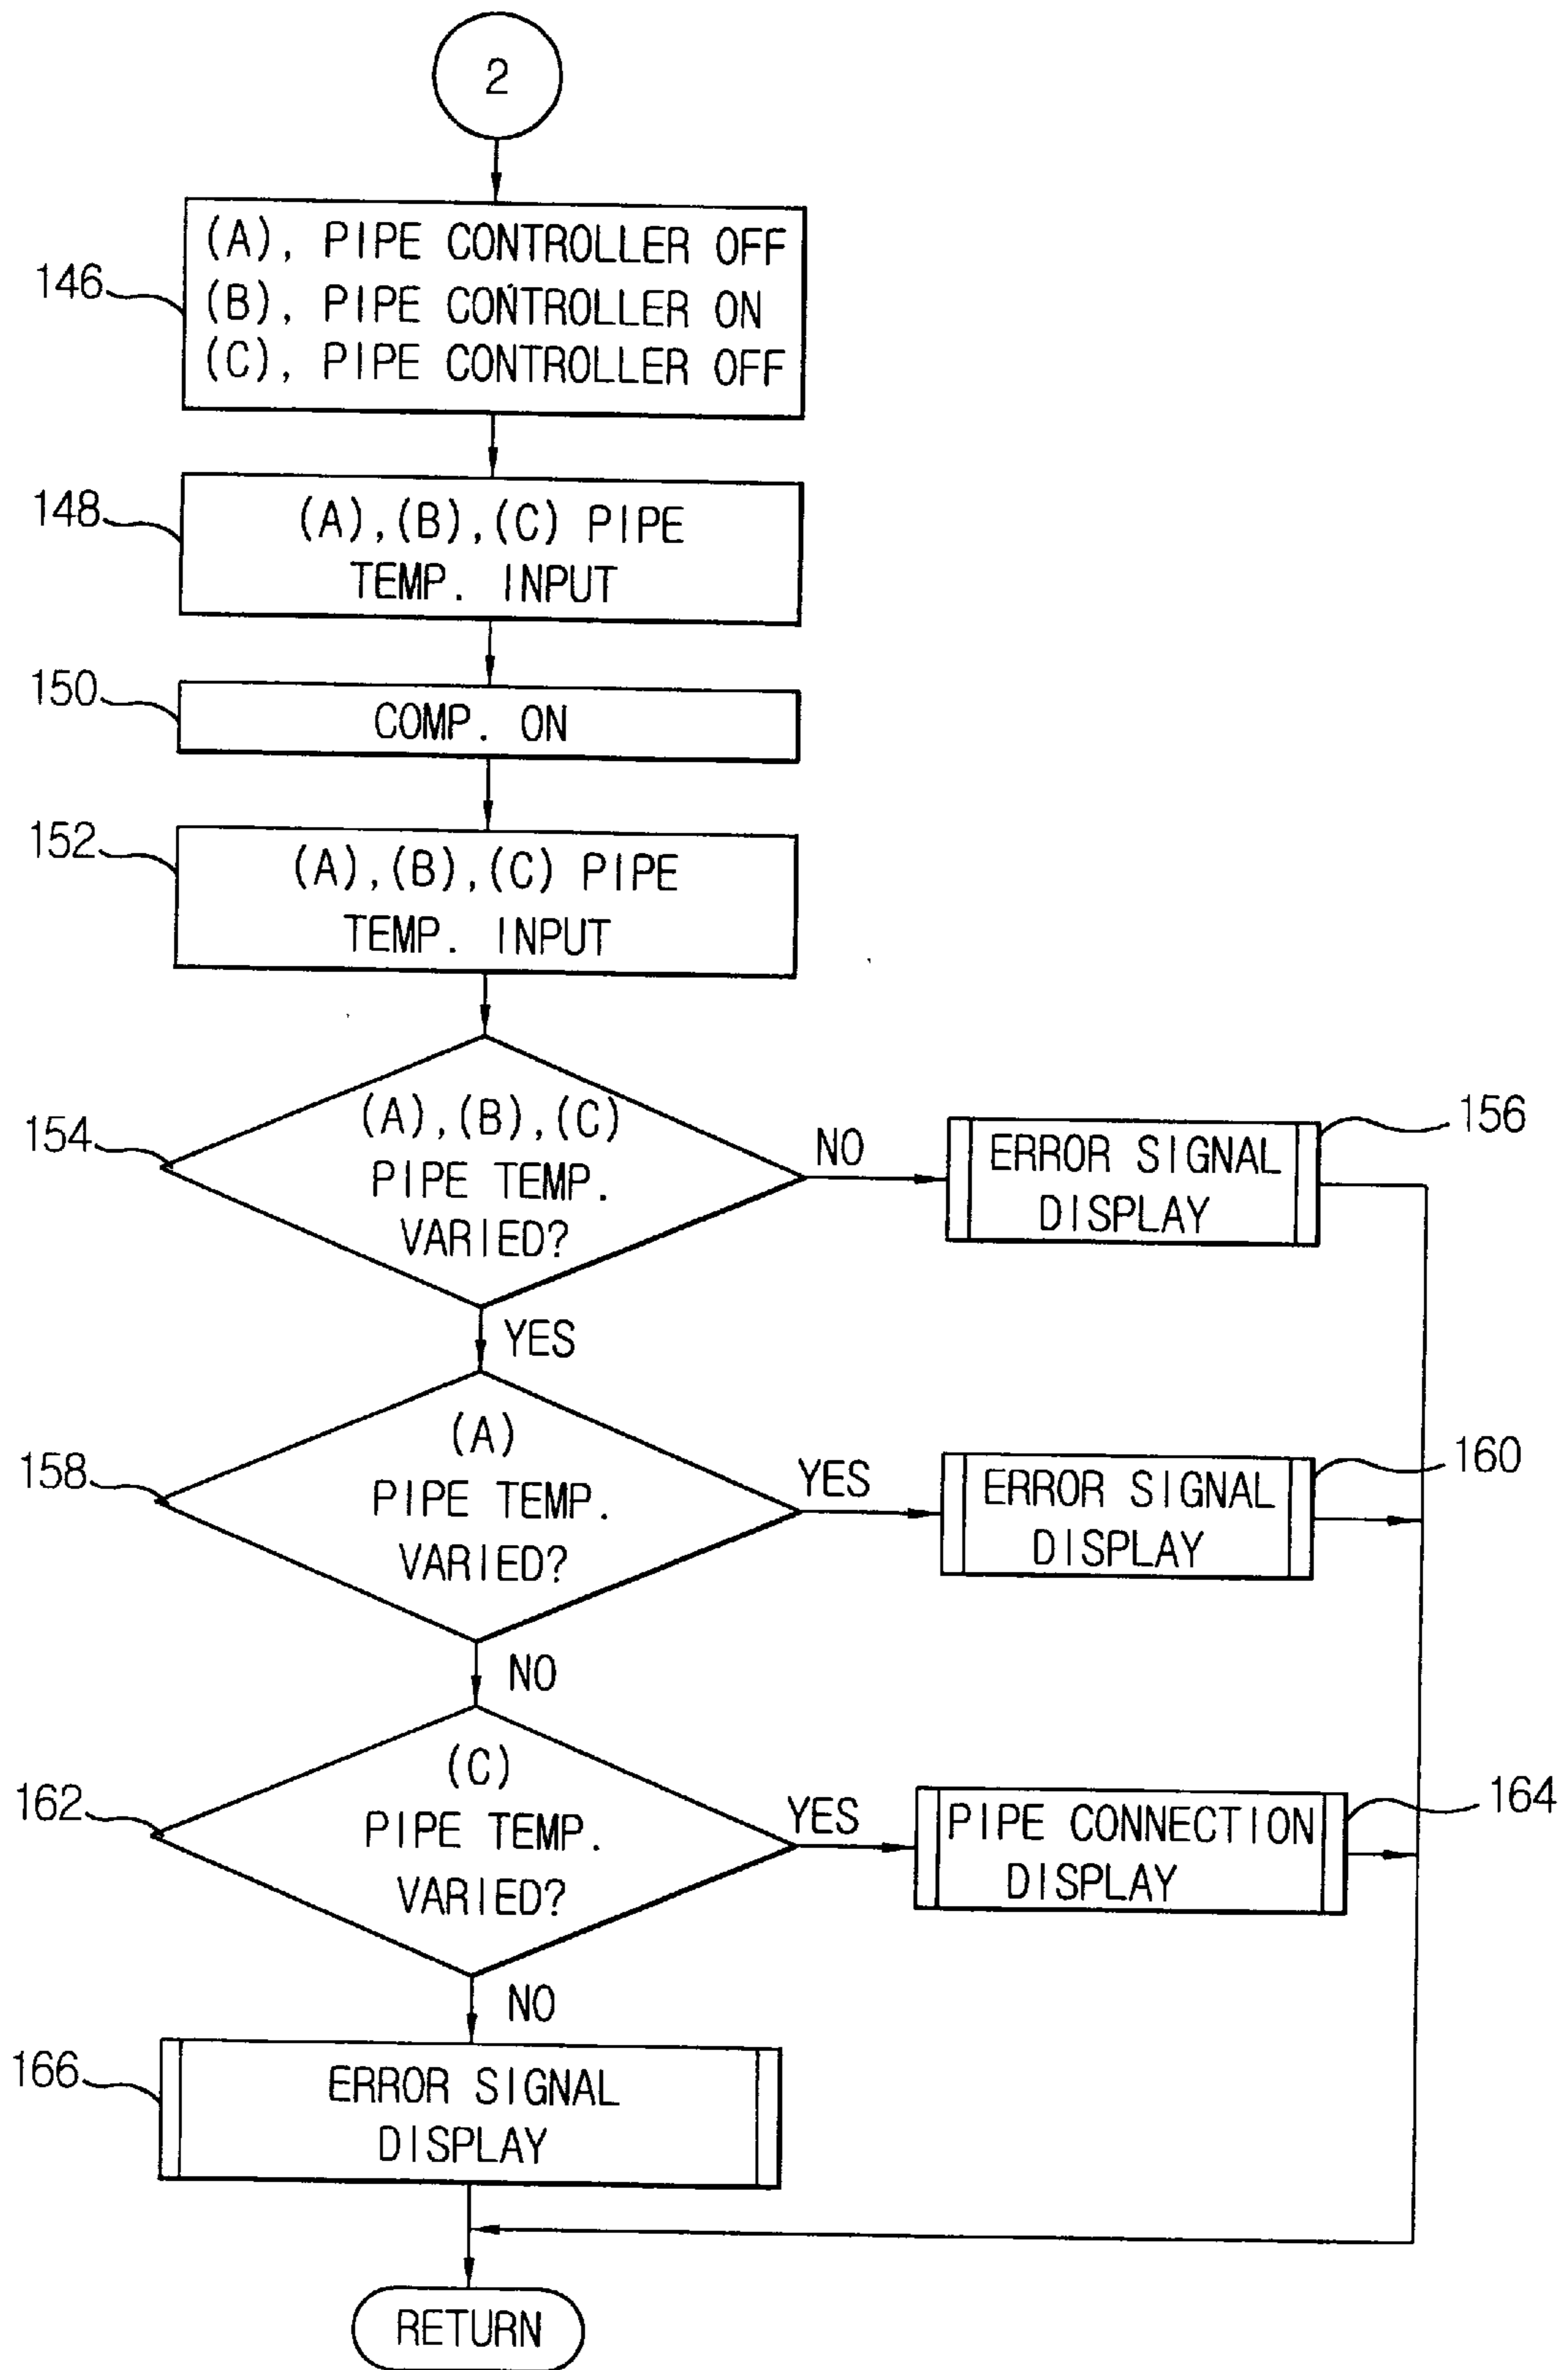 2
146
(A), PIPE CONTROLLER OFF
(B), PIPE CONTROLLER ON
(C), PIPE CONTROLLER OFF
148
(A),(B),(C) PIPE
TEMP. INPUT
150
COMP. ON
152
(A),(B),(C) PIPE
TEMP. INPUT
154
(A),(B),(C)
PIPE TEMP.
VARIED?
NO
ERROR SIGNAL
DISPLAY
156
YES
158
(A)
PIPE TEMP.
VARIED?
YES
ERROR SIGNAL
DISPLAY
160
NO
162
(C)
PIPE TEMP.
VARIED?
YES
PIPE CONNECTION
DISPLAY
164
NO
166
ERROR SIGNAL
DISPLAY
RETURN